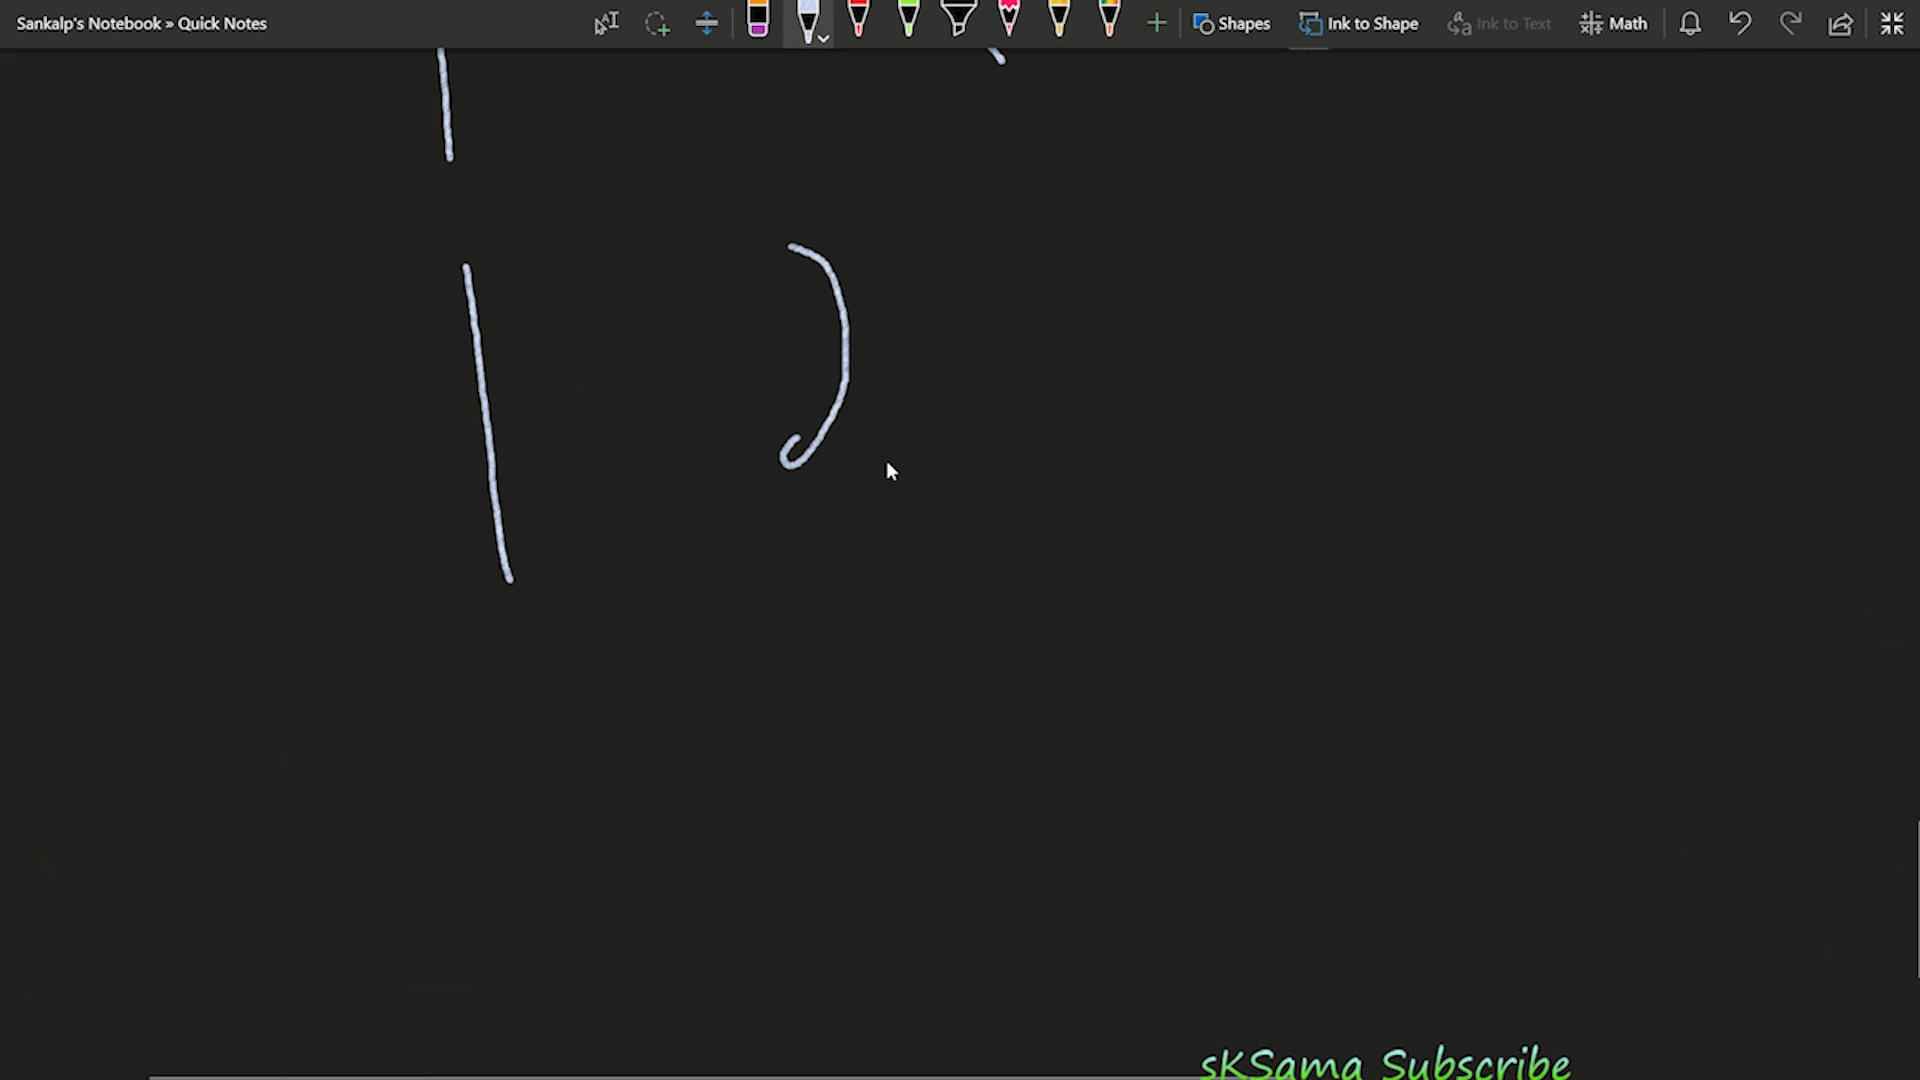 Sankalp's Notebook » Quick Notes Shapes Ink to Shape Ink to Text Math
sKSama Subscribe